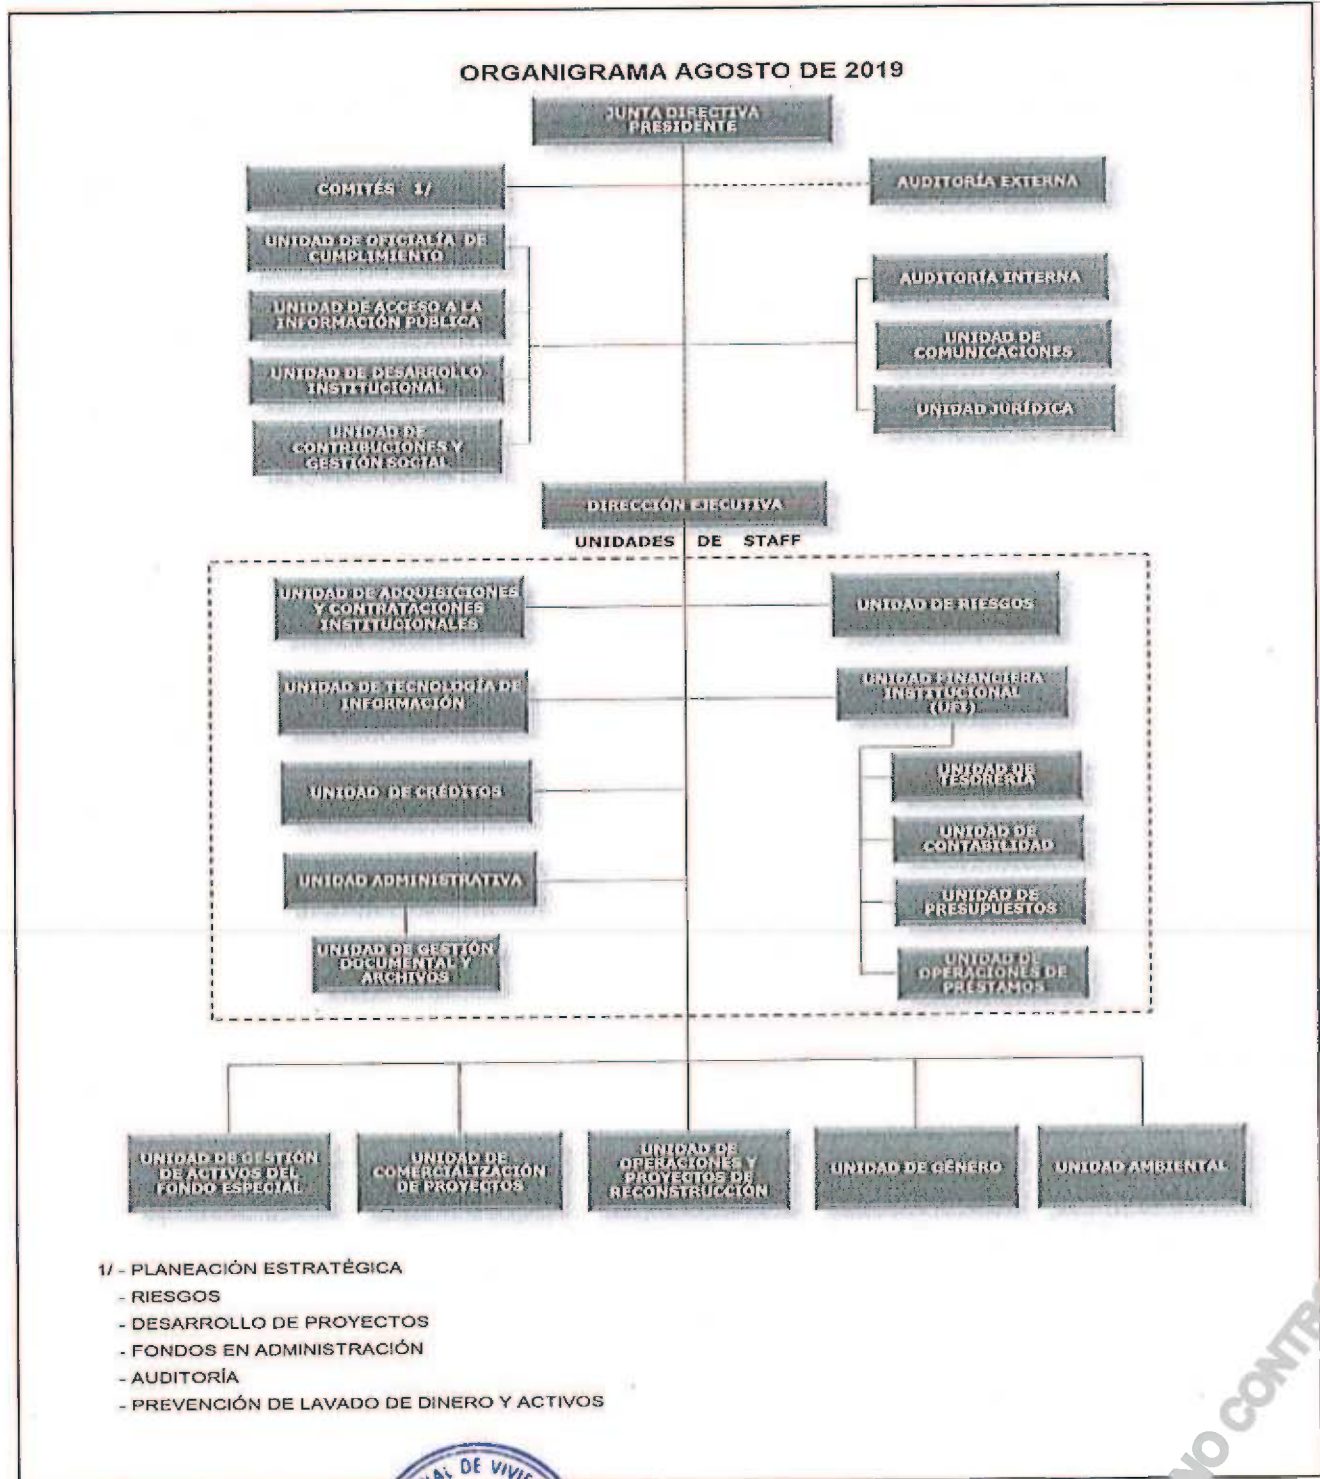 ORGANIGRAMA AGOSTO DE 2019
JUNTA DIRECTIVA
PRESIDENTE
COMITÉS 1/
AUDITORÍA EXTERNA
UNIDAD DE OFICIALÍA DE
CUMPLIMIENTO
UNIDAD DE ACCESO A LA
INFORMACIÓN PÚBLICA
UNIDAD DE DESARROLLO
INSTITUCIONAL
UNIDAD DE
CONTRIBUCIONES Y
GESTIÓN SOCIAL
AUDITORÍA INTERNA
UNIDAD DE
COMUNICACIONES
UNIDAD JURÍDICA
DIRECCIÓN EJECUTIVA
UNIDADES DE STAFF
UNIDAD DE ADQUISICIONES
Y CONTRATACIONES
INSTITUCIONALES
UNIDAD DE TECNOLOGÍA DE
INFORMACIÓN
UNIDAD DE CRÉDITOS
UNIDAD ADMINISTRATIVA
UNIDAD DE GESTIÓN
DOCUMENTAL Y
ARCHIVOS
UNIDAD DE RIESGOS
UNIDAD FINANCIERA
INSTITUCIONAL
(UFI)
UNIDAD DE
TESORERÍA
UNIDAD DE
CONTABILIDAD
UNIDAD DE
PRESUPUESTOS
UNIDAD DE
OPERACIONES DE
PRÉSTAMOS
UNIDAD DE GESTIÓN
DE ACTIVOS DEL
FONDO ESPECIAL
UNIDAD DE
COMERCIALIZACIÓN
DE PROYECTOS
UNIDAD DE
OPERACIONES Y
PROYECTOS DE
RECONSTRUCCIÓN
UNIDAD DE GÉNERO
UNIDAD AMBIENTAL
1/ - PLANEACIÓN ESTRATÉGICA
- RIESGOS
- DESARROLLO DE PROYECTOS
- FONDOS EN ADMINISTRACIÓN
- AUDITORÍA
- PREVENCIÓN DE LAVADO DE DINERO Y ACTIVOS
DE
NO